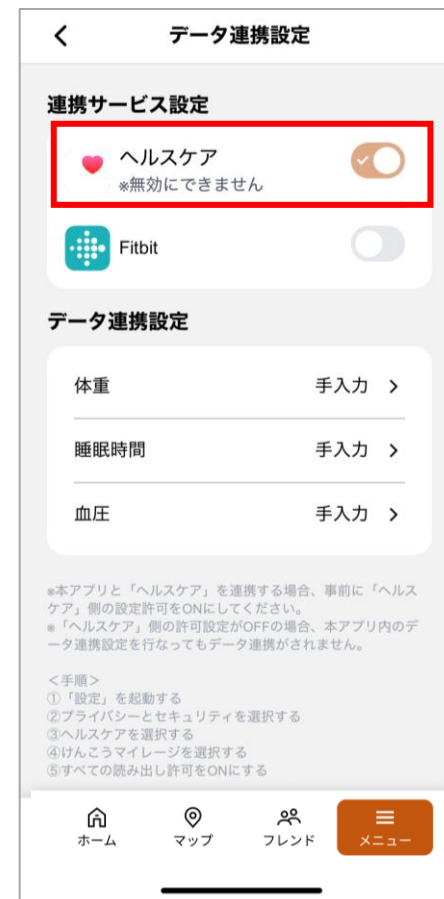 データ連携設定
連携サービス設定
ヘルスケア
※無効にできません
Fitbit
データ連携設定
体重 手入力
睡眠時間 手入力
血圧 手入力
※本アプリと「ヘルスケア」を連携する場合、事前に「ヘルス
ケア」側の設定許可をONにしてください。
※「ヘルスケア」側の許可設定がOFFの場合、本アプリ内のデ
ータ連携設定を行なってもデータ連携がされません。
<手順>
①「設定」を起動する
②プライバシーとセキュリティを選択する
③ヘルスケアを選択する
④けんこうマイレージを選択する
⑤すべての読み出し許可をONにする
ホーム マップ フレンド メニュー